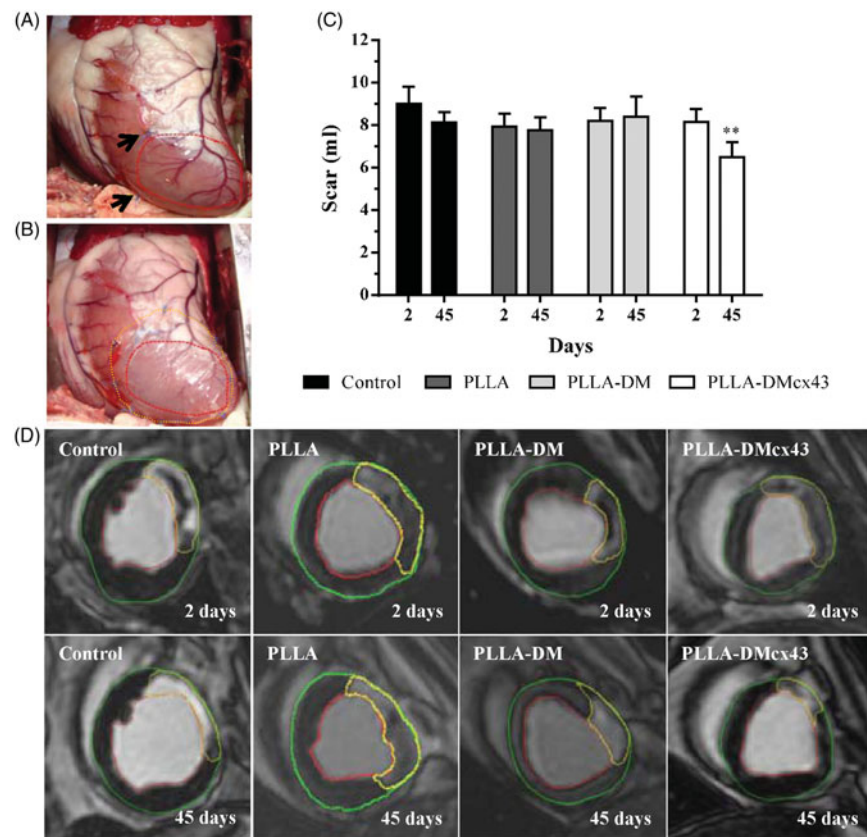 (A)
(B)
(C)
Scar (ml)
12
10
8
6
4
2
0
**
2 45 2 45 2 45 2 45
Days
Control PLLA PLLA-DM PLLA-DMcx43
(D)
Control PLLA PLLA-DM PLLA-DMcx43
2 days 2 days 2 days 2 days
Control PLLA PLLA-DM PLLA-DMcx43
45 days 45 days 45 days 45 days